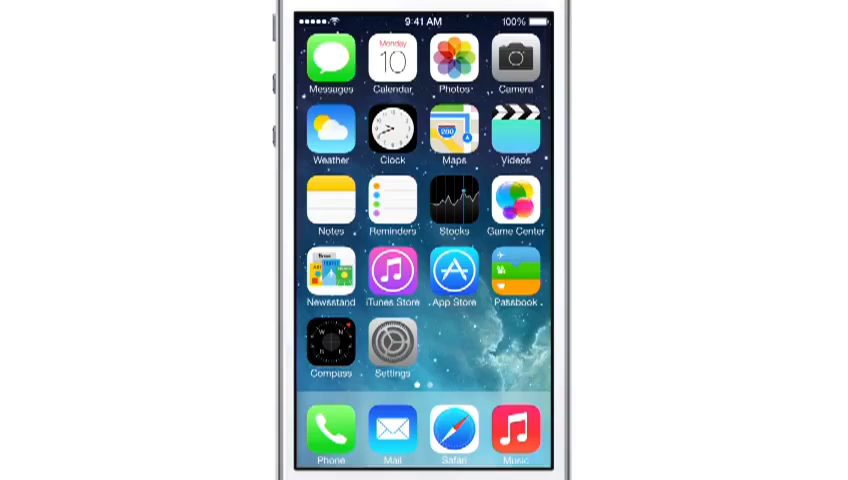 9:41 AM 100%
Monday
10
Messages Calendar Photos Camera
280
Weather Clock Maps Videos
Notes Reminders Stocks Game Center
Newsstand iTunes Store App Store Passbook
N
W E
S
Compass Settings
Phone Mail Safari Music